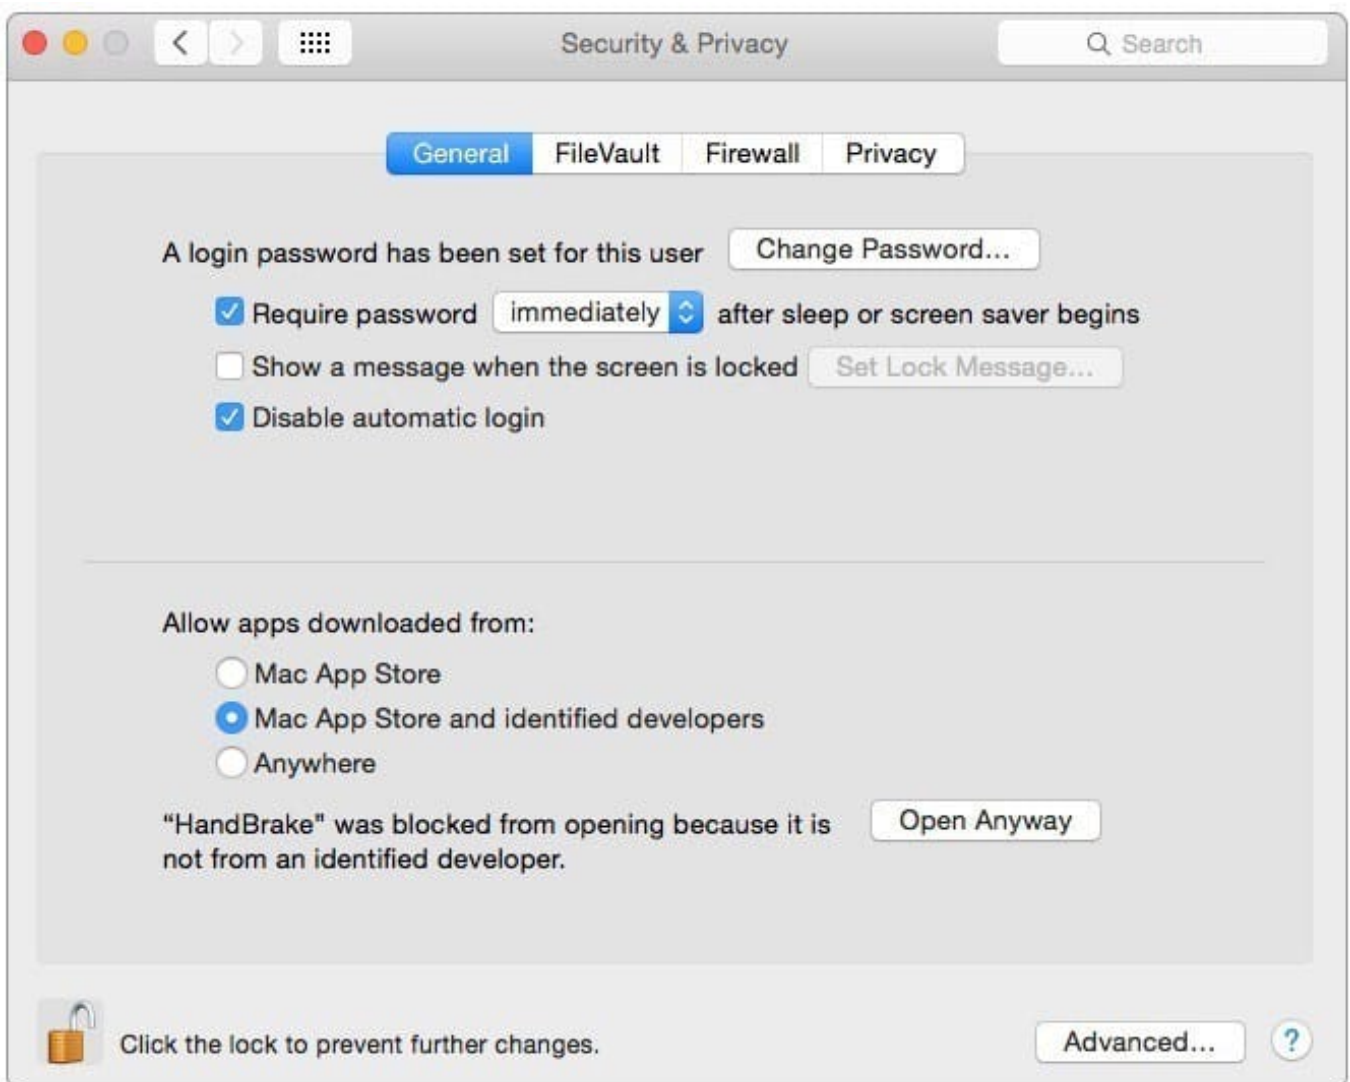 Security & Privacy
Search
General FileVault Firewall Privacy
A login password has been set for this user Change Password...
Require password immediately after sleep or screen saver begins
Show a message when the screen is locked Set Lock Message...
Disable automatic login
Allow apps downloaded from:
Mac App Store
Mac App Store and identified developers
Anywhere
“HandBrake" was blocked from opening because it is
not from an identified developer.
Open Anyway
Click the lock to prevent further changes.
Advanced...
?